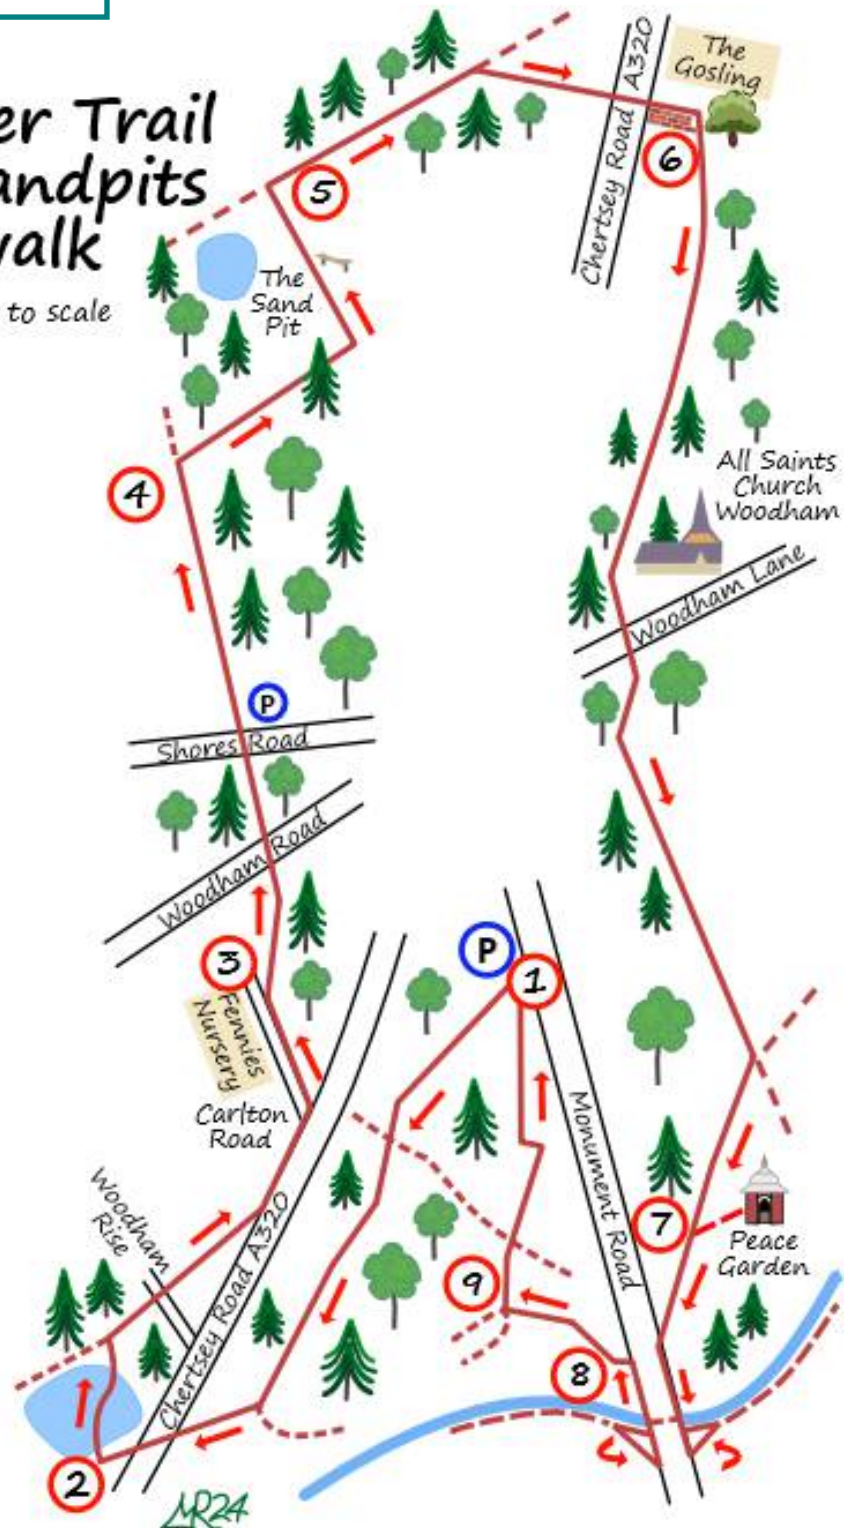 er Trail
andpits
walk
to scale
A320
Chertsey Road
The
Gosling
6
5
The
Sand
Pit
4
All Saints
Church
Woodham
Woodham Lane
P
Shores Road
Woodham Road
3
P
1
Fennies
Nursery
Carlton
Road
Monument Road
Woodham
Rise
7
Peace
Garden
Chertsey Road A320
9
8
2
MR24